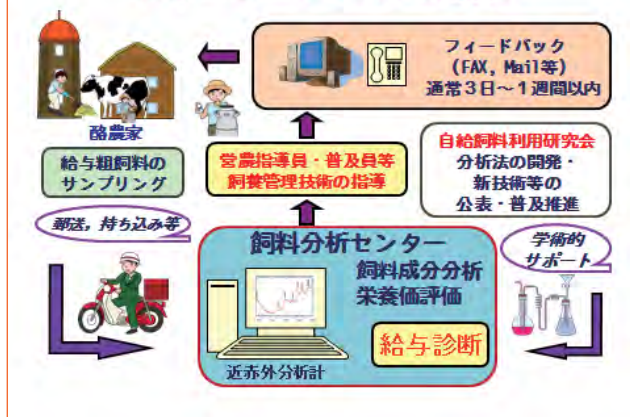 フィードバック
(FAX, Mail等)
通常3日～1週間以内
酪農家
給与粗飼料の
サンプリング
営農指導員・普及員等
飼養管理技術の指導
自給飼料利用研究会
分析法の開発・
新技術等の
公表・普及推進
郵送，持ち込み等
飼料分析センター
飼料成分分析
栄養価評価
給与診断
近赤外分析計
学術的
サポート